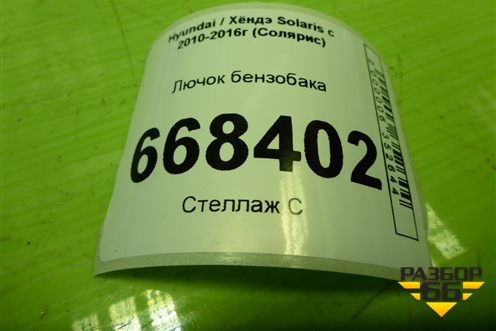 Hyundai / Хёндэ Solaris с
2010-2016г (Солярис)
Лючок бензобака
668402
Стеллаж С
РАЗБОР
66